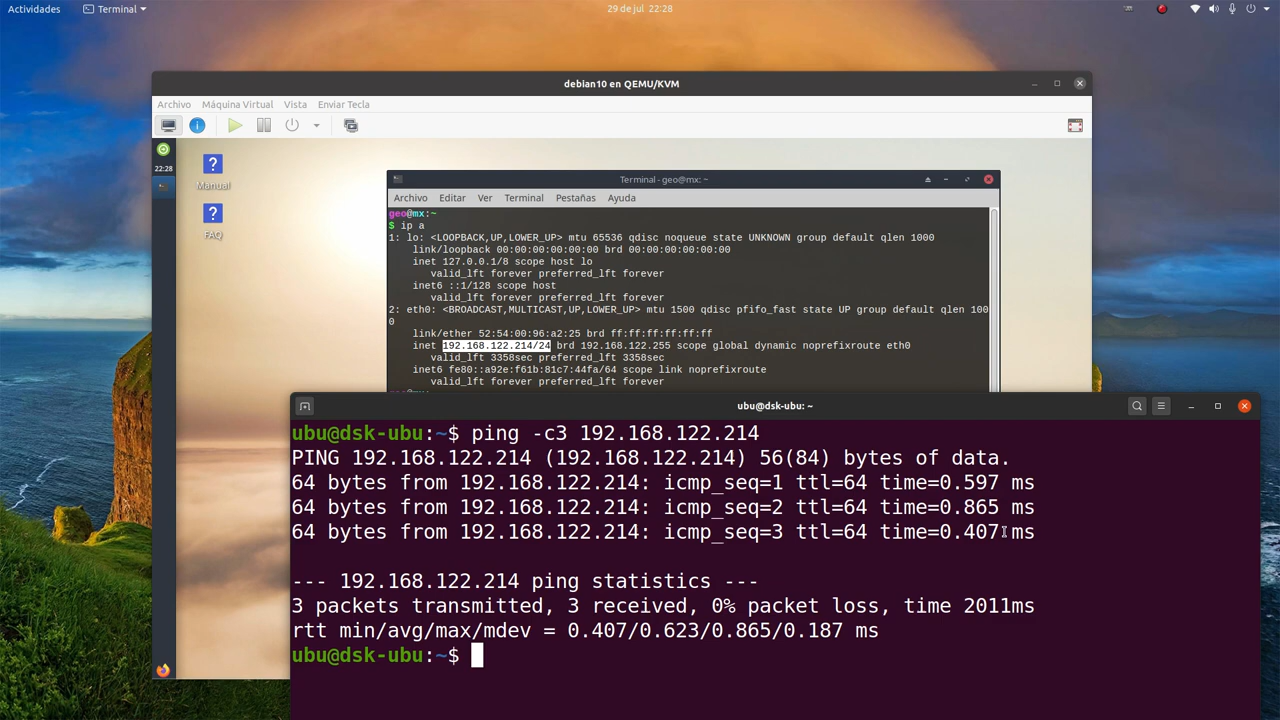 Actividades
Terminal
29 de jul 22:28
debian10 en QEMU/KVM
Archivo Máquina Virtual Vista Enviar Tecla
22:28
Manual
FAQ
Terminal - geo@mx: ~
Archivo Editar Ver Terminal Pestañas Ayuda
geo@mx:~
$ ip a
1: lo: <LOOPBACK,UP,LOWER_UP> mtu 65536 qdisc noqueue state UNKNOWN group default qlen 1000
link/loopback 00:00:00:00:00:00 brd 00:00:00:00:00:00
inet 127.0.0.1/8 scope host lo
valid_lft forever preferred_lft forever
inet6 ::1/128 scope host
valid_lft forever preferred_lft forever
2: eth0: <BROADCAST,MULTICAST,UP,LOWER_UP> mtu 1500 qdisc pfifo_fast state UP group default qlen 100
0
link/ether 52:54:00:96:a2:25 brd ff:ff:ff:ff:ff:ff
inet 192.168.122.214/24 brd 192.168.122.255 scope global dynamic noprefixroute eth0
valid_lft 3358sec preferred_lft 3358sec
inet6 fe80::a92e:f61b:81c7:44fa/64 scope link noprefixroute
valid_lft forever preferred_lft forever
ubu@dsk-ubu: ~
ubu@dsk-ubu:~$ ping -c3 192.168.122.214
PING 192.168.122.214 (192.168.122.214) 56(84) bytes of data.
64 bytes from 192.168.122.214: icmp_seq=1 ttl=64 time=0.597 ms
64 bytes from 192.168.122.214: icmp_seq=2 ttl=64 time=0.865 ms
64 bytes from 192.168.122.214: icmp_seq=3 ttl=64 time=0.407 ms
--- 192.168.122.214 ping statistics ---
3 packets transmitted, 3 received, 0% packet loss, time 2011ms
rtt min/avg/max/mdev = 0.407/0.623/0.865/0.187 ms
ubu@dsk-ubu:~$